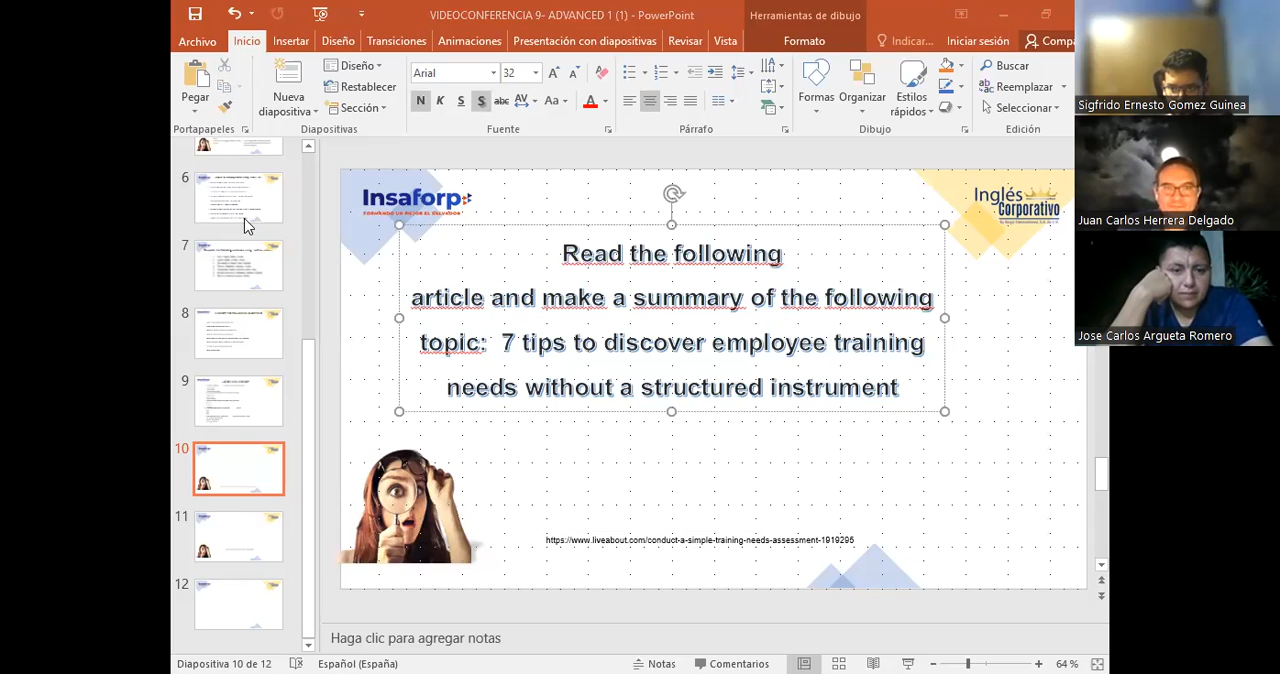 VIDEOCONFERENCIA 9- ADVANCED 1 (1) - PowerPoint
Herramientas de dibujo
Archivo
Inicio
Insertar
Diseño
Transiciones
Animaciones
Presentación con diapositivas
Revisar
Vista
Formato
Indicar...
Iniciar sesión
Compa
Pegar
Nueva
diapositiva
Diseño
Restablecer
Sección
Arial
32
N K S S abc AV Aa A
Formas
Organizar
Estilos
rápidos
Buscar
Reemplazar
Seleccionar
Portapapeles
Diapositivas
Fuente
Párrafo
Dibujo
Edición
6
7
8
9
10
11
12
Insaforp
FORMANDO UN MEJOR EL SALVADOR
Inglés
Corporativo
Read the following
article and make a summary of the following
topic: 7 tips to discover employee training
needs without a structured instrument
https://www.liveabout.com/conduct-a-simple-training-needs-assessment-1919295
Haga clic para agregar notas
Diapositiva 10 de 12
Español (España)
Notas
Comentarios
64 %
Sigfrido Ernesto Gomez Guinea
Juan Carlos Herrera Delgado
Jose Carlos Argueta Romero